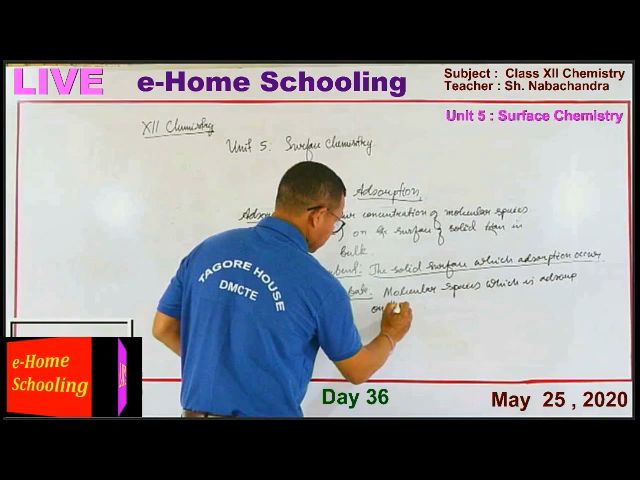 LIVE
e-Home Schooling
Subject : Class XII Chemistry
Teacher : Sh. Nabachandra
Unit 5 : Surface Chemistry
XII Chemistry
Unit 5. Surface Chemistry.
Adsorption
concentration of molecular species
on the surface of solid than in
bulk.
The solid surface which adsorption occurs.
Molecular species which is adsorp
on
TAGORE HOUSE
DMCTE
e-Home
Schooling
Day 36
May 25 , 2020